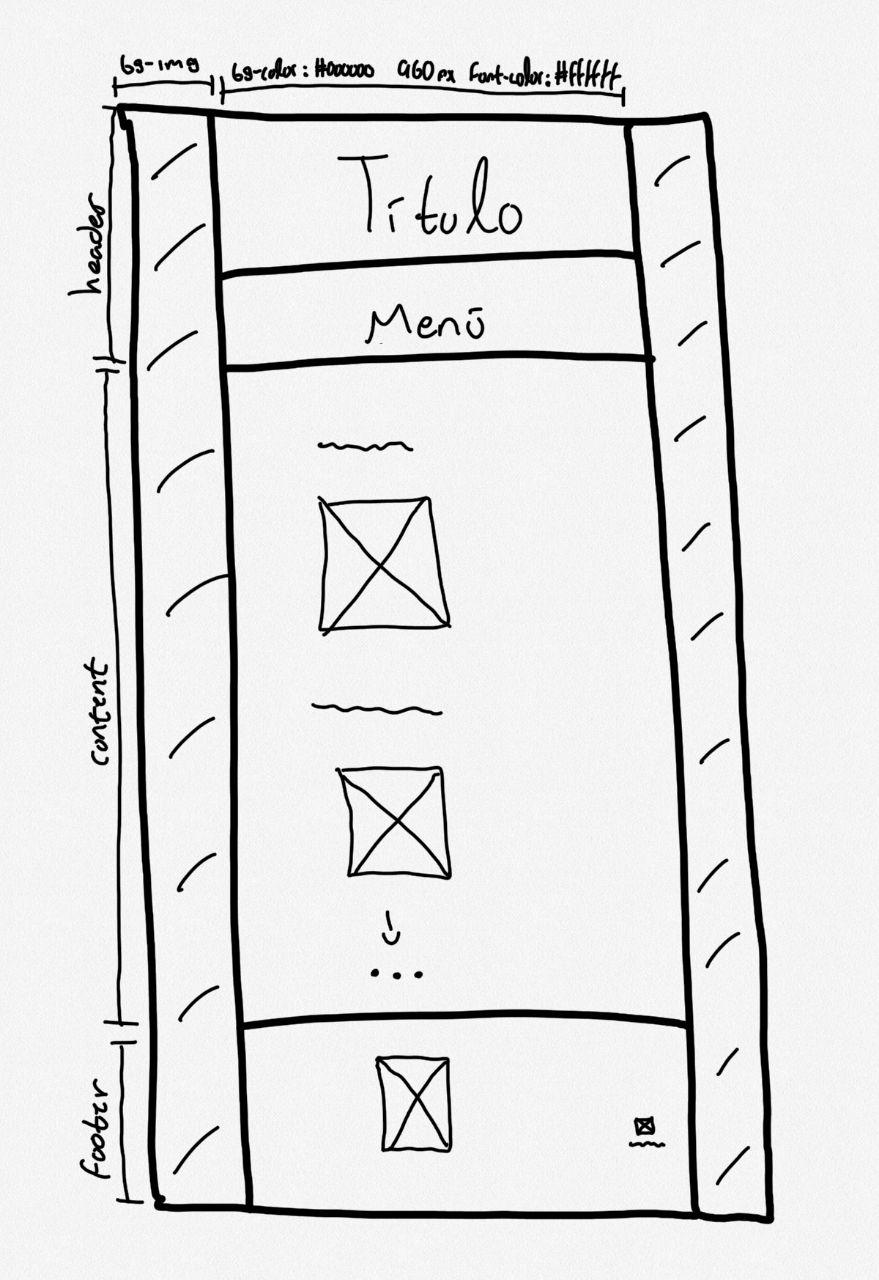 bg-img
bg-color: #000000 960px font-color: #ffffff
header
Título
Menú
content
footer